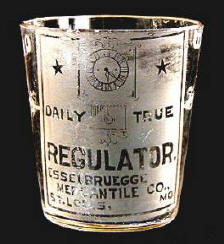 DAILY TRUE
REGULATOR.
ESSELBRUEGGE
MERCANTILE CO.,
ST. LOUIS, MO